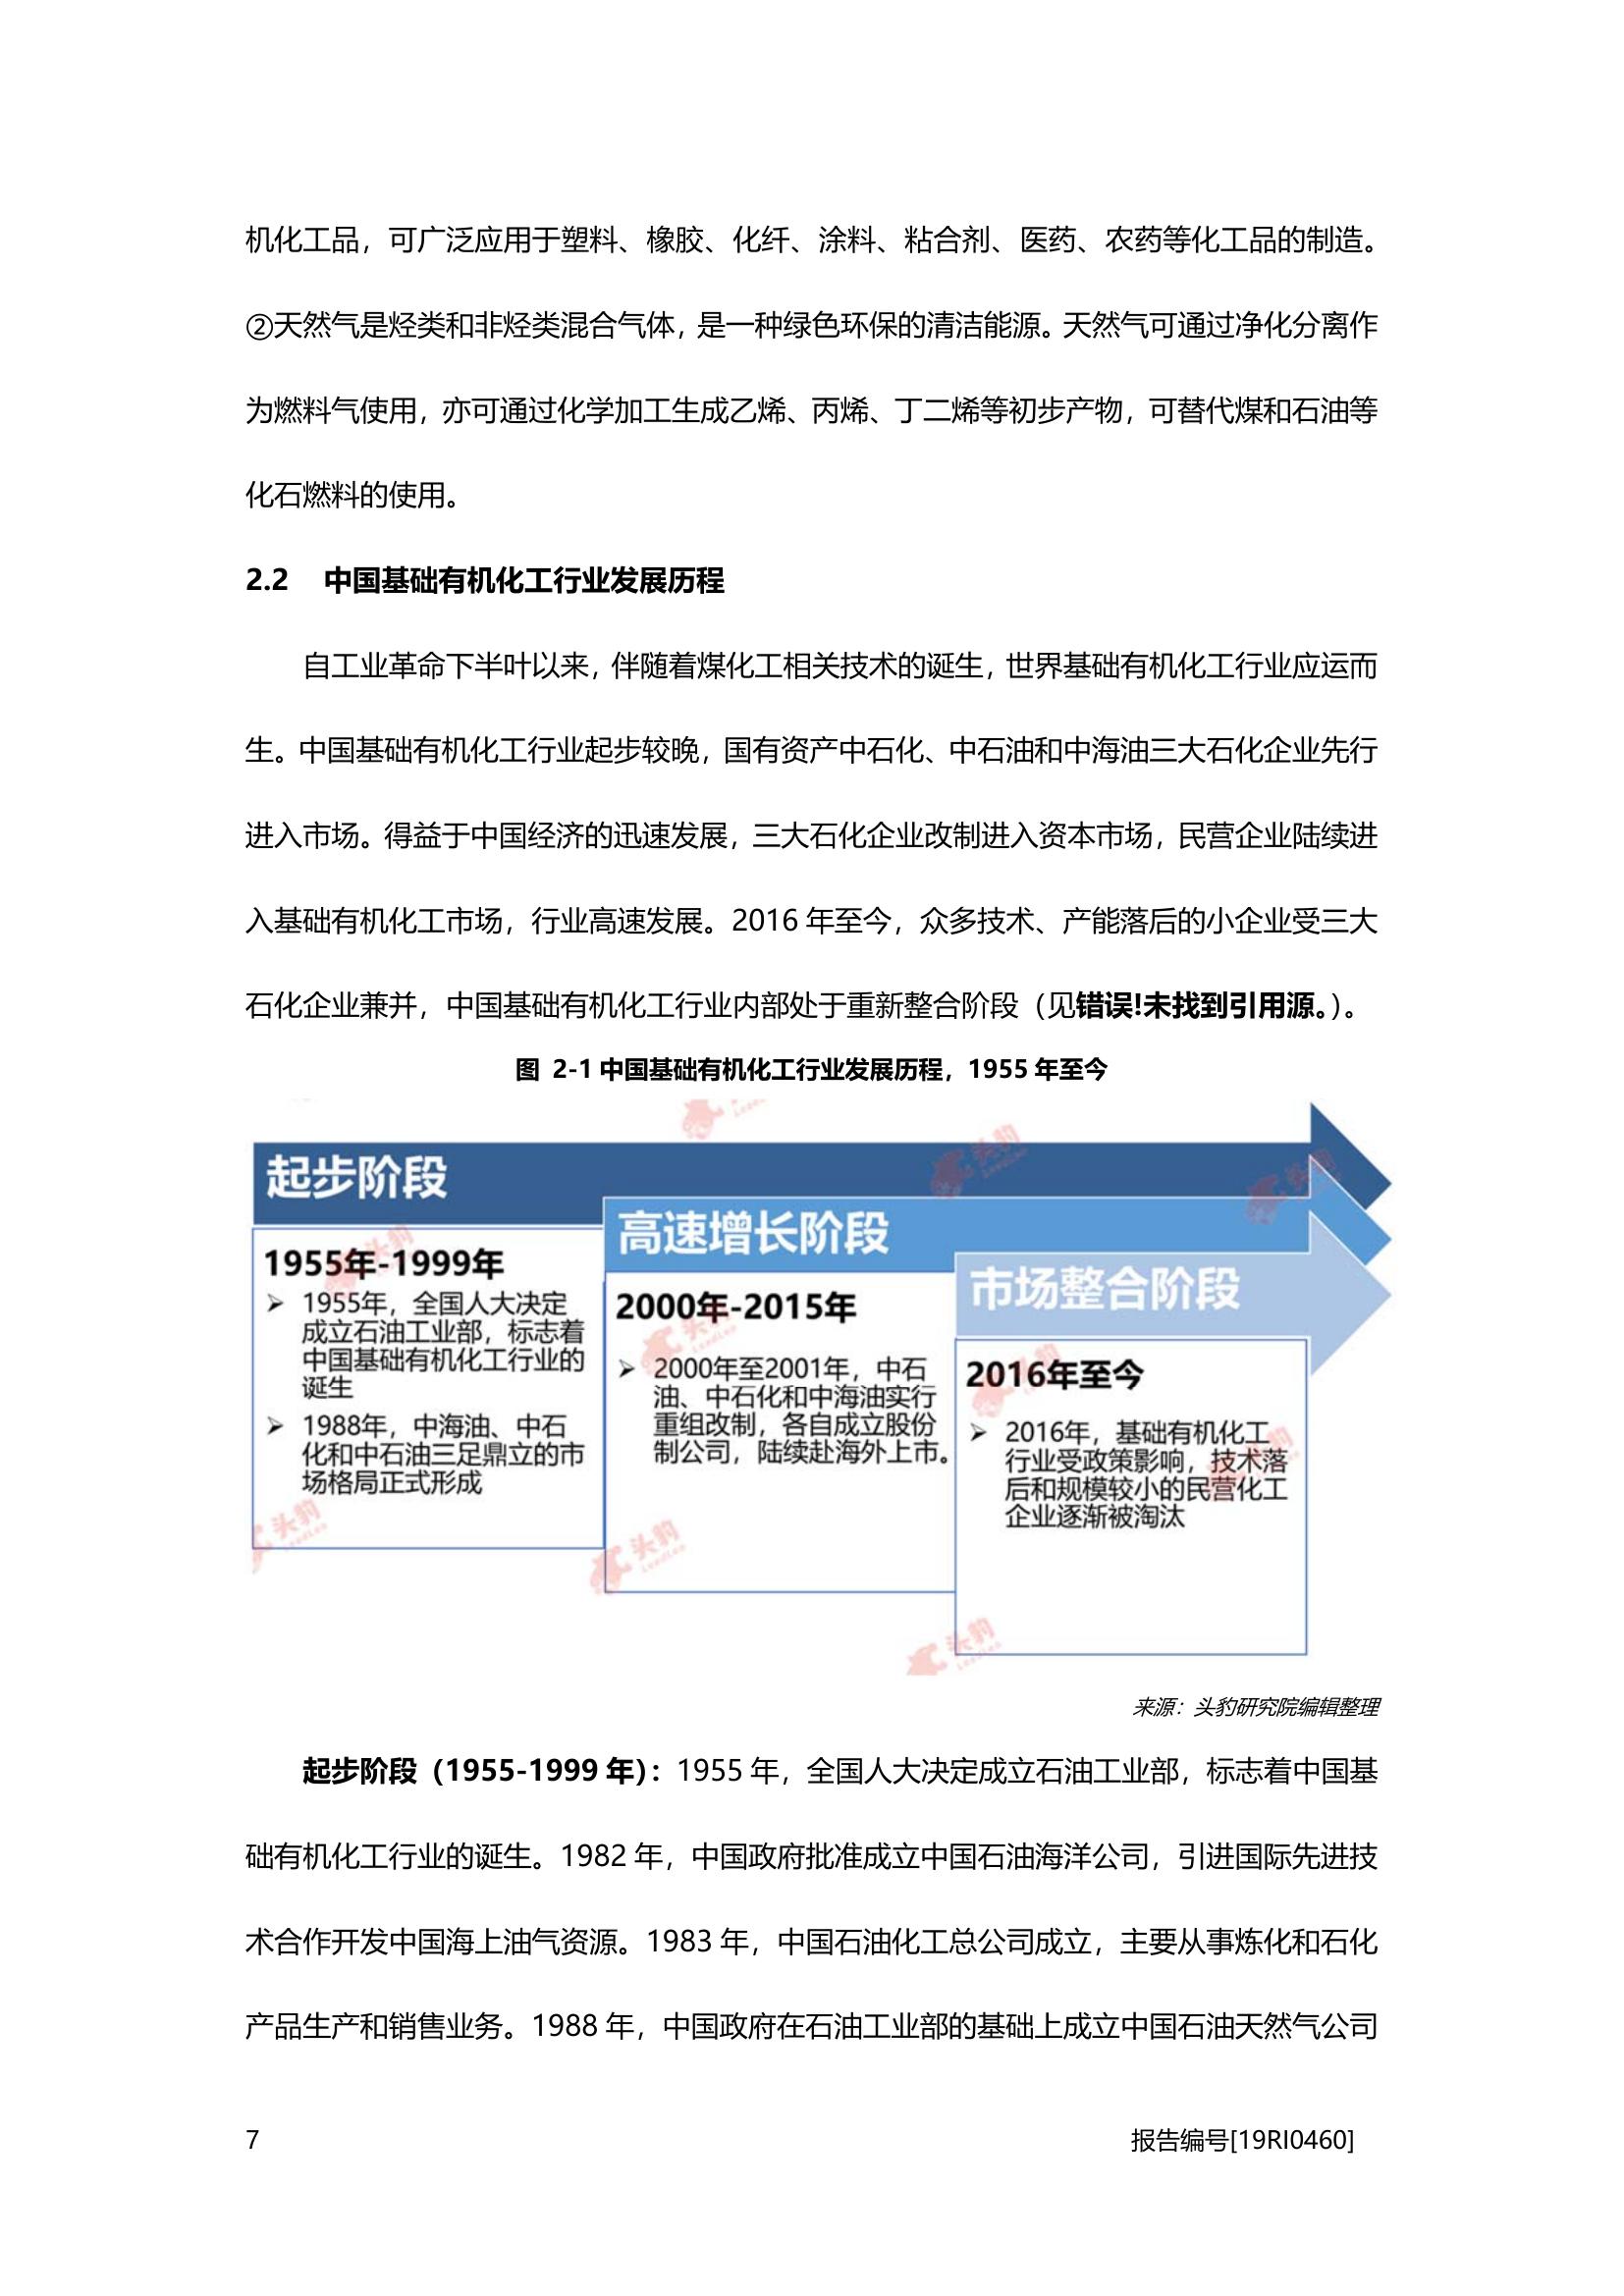 机化工品，可广泛应用于塑料、橡胶、化纤、涂料、粘合剂、医药、农药等化工品的制造。
②天然气是烃类和非烃类混合气体，是一种绿色环保的清洁能源。天然气可通过净化分离作
为燃料气使用，亦可通过化学加工生成乙烯、丙烯、丁二烯等初步产物，可替代煤和石油等
化石燃料的使用。
2.2 中国基础有机化工行业发展历程
自工业革命下半叶以来，伴随着煤化工相关技术的诞生，世界基础有机化工行业应运而
生。中国基础有机化工行业起步较晚，国有资产中石化、中石油和中海油三大石化企业先行
进入市场。得益于中国经济的迅速发展，三大石化企业改制进入资本市场，民营企业陆续进
入基础有机化工市场，行业高速发展。2016 年至今，众多技术、产能落后的小企业受三大
石化企业兼并，中国基础有机化工行业内部处于重新整合阶段（见错误!未找到引用源。）。
图 2-1 中国基础有机化工行业发展历程，1955 年至今
起步阶段
1955年-1999年
➢ 1955年，全国人大决定
成立石油工业部，标志着
中国基础有机化工行业的
诞生
➢ 1988年，中海油、中石
化和中石油三足鼎立的市
场格局正式形成
高速增长阶段
2000年-2015年
➢ 2000年至2001年，中石
油、中石化和中海油实行
重组改制，各自成立股份
制公司，陆续赴海外上市。
市场整合阶段
2016年至今
➢ 2016年，基础有机化工
行业受政策影响，技术落
后和规模较小的民营化工
企业逐渐被淘汰
头豹
LeadLeo
来源：头豹研究院编辑整理
起步阶段（1955-1999 年）：1955 年，全国人大决定成立石油工业部，标志着中国基
础有机化工行业的诞生。1982 年，中国政府批准成立中国石油海洋公司，引进国际先进技
术合作开发中国海上油气资源。1983 年，中国石油化工总公司成立，主要从事炼化和石化
产品生产和销售业务。1988 年，中国政府在石油工业部的基础上成立中国石油天然气公司
7
报告编号[19RI0460]